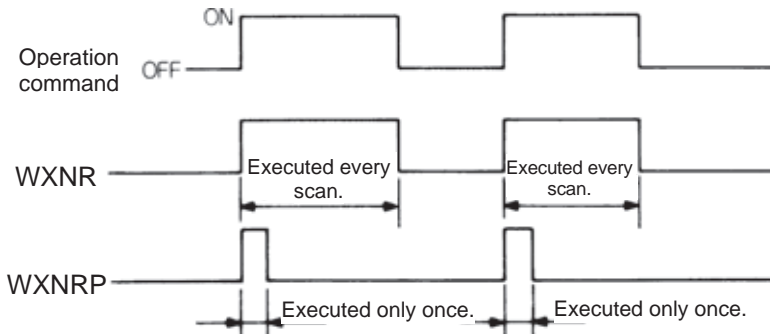 ON
Operation
command
OFF
WXNR
Executed every
scan.
Executed every
scan.
WXNRP
Executed only once.
Executed only once.